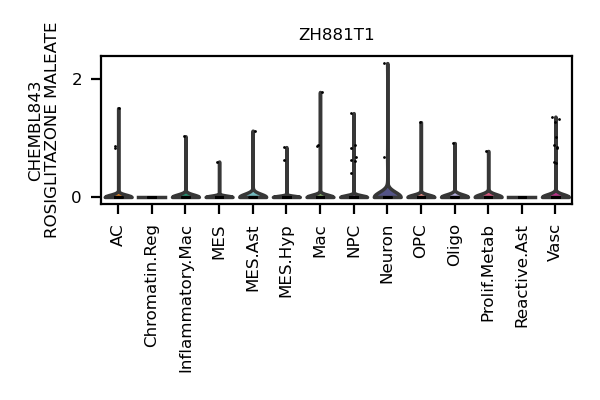 ZH881T1
CHEMBL843
ROSIGLITAZONE MALEATE
2
0
AC
Chromatin.Reg
Inflammatory.Mac
MES
MES.Ast
MES.Hyp
Mac
NPC
Neuron
OPC
Oligo
Prolif.Metab
Reactive.Ast
Vasc